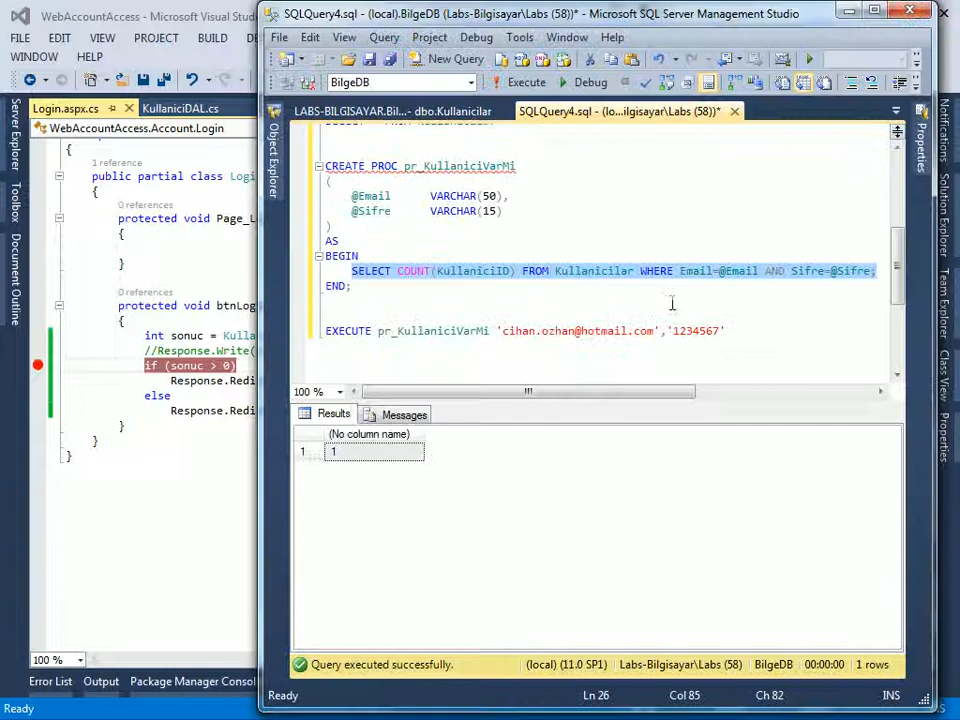 WebAccountAccess - Microsoft Visual Stu
FILE EDIT VIEW PROJECT BUILD
WINDOW HELP
Login.aspx.cs KullaniciDAL.cs
WebAccountAccess.Account.Login
{
1 reference
public partial class Logi
{
0 references
protected void Page_L
{
}
0 references
protected void btnLog
{
int sonuc = Kulla
//Response.Write(
if (sonuc > 0)
Response.Redi
else
Response.Redi
}
}
}
100 %
Error List Output Package Manager Console
Ready
Server Explorer
Toolbox
Document Outline
SQLQuery4.sql - (local).BilgeDB (Labs-Bilgisayar\Labs (58))* - Microsoft SQL Server Management Studio
File Edit View Query Project Debug Tools Window Help
New Query
BilgeDB Execute Debug
LABS-BILGISAYAR.Bil... - dbo.Kullanicilar SQLQuery4.sql - (lo...ilgisayar\Labs (58))*
Object Explorer
CREATE PROC pr_KullaniciVarMi
(
@Email VARCHAR(50),
@Sifre VARCHAR(15)
)
AS
BEGIN
SELECT COUNT(KullaniciID) FROM Kullanicilar WHERE Email=@Email AND Sifre=@Sifre;
END;
EXECUTE pr_KullaniciVarMi 'cihan.ozhan@hotmail.com','1234567'
100 %
Results Messages
(No column name)
1 1
Query executed successfully. (local) (11.0 SP1) Labs-Bilgisayar\Labs (58) BilgeDB 00:00:00 1 rows
Ready Ln 26 Col 85 Ch 82 INS
Properties
Notifications
Solution Explorer
Team Explorer
Class View
Properties